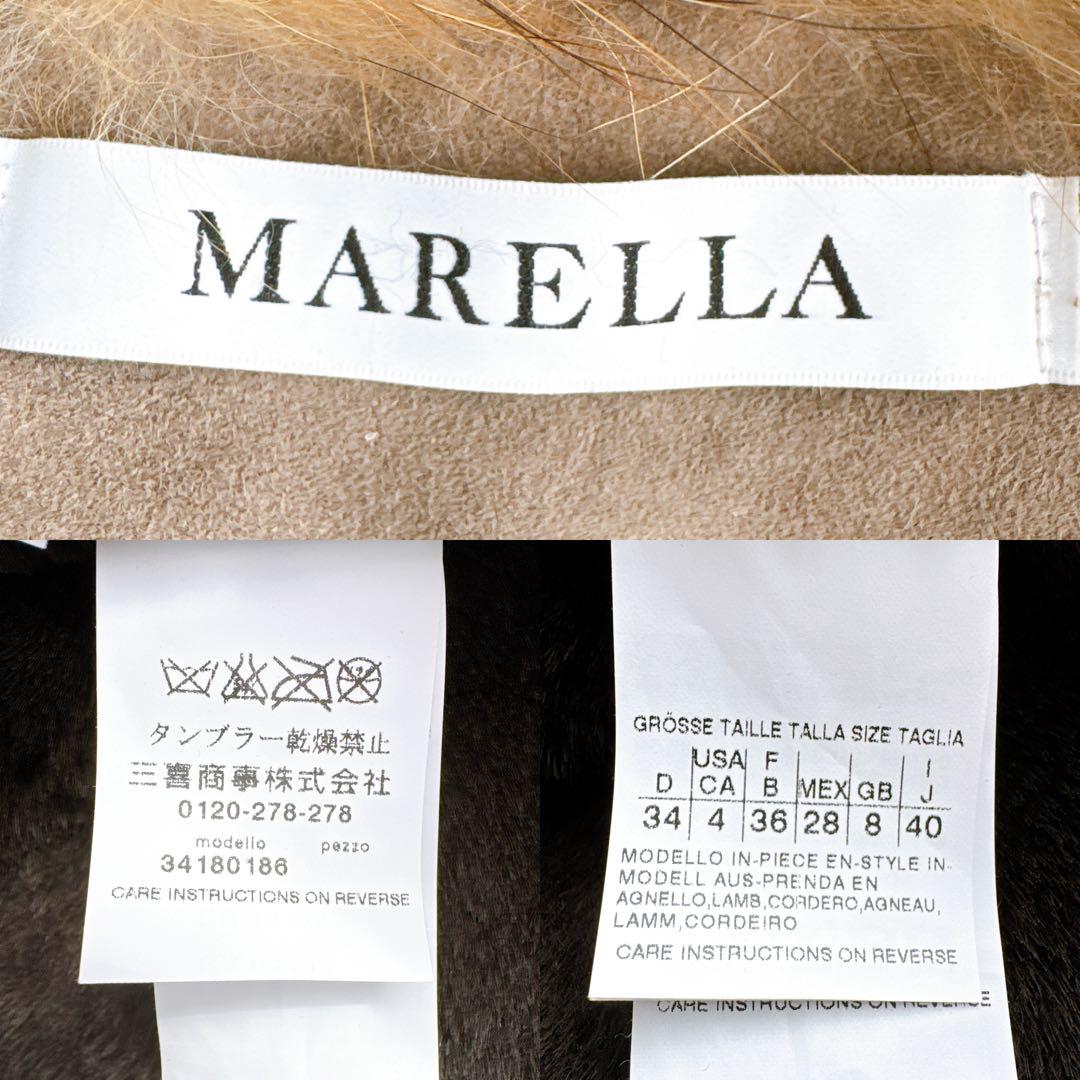 MARELLA
タンブラー乾燥禁止
三喜商事株式会社
0120-278-278
modello pezzo
34180186
CARE INSTRUCTIONS ON REVERSE
GRÖSSE TAILLE TALLA SIZE TAGLIA
USA F I
D CA B MEX GB J
34 4 36 28 8 40
MODELLO IN-PIECE EN-STYLE IN-
MODELL AUS-PRENDA EN
AGNELLO,LAMB,CORDERO,AGNEAU,
LAMM,CORDEIRO
CARE INSTRUCTIONS ON REVERSE
CARE INSTRUCTIONS ON REVERSE